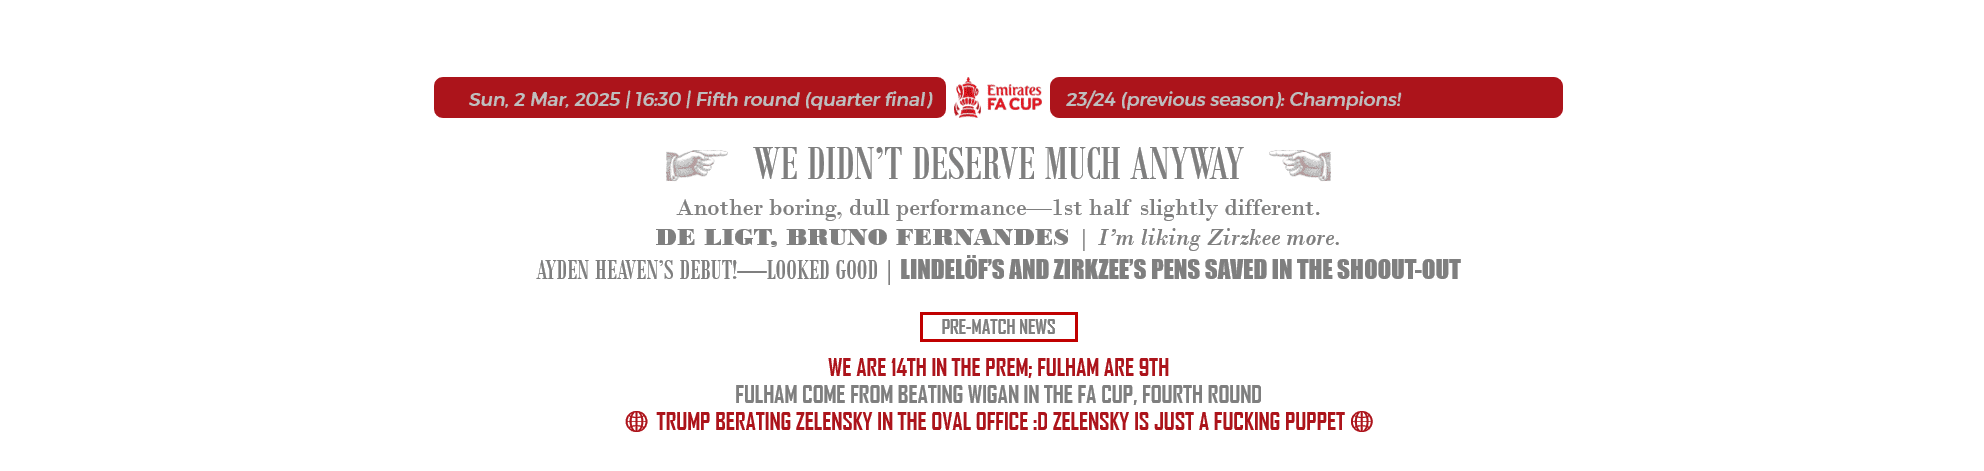 Sun, 2 Mar, 2025 | 16:30 | Fifth round (quarter final)
Emirates
FA CUP
23/24 (previous season): Champions!
WE DIDN’T DESERVE MUCH ANYWAY
Another boring, dull performance—1st half slightly different.
DE LIGT, BRUNO FERNANDES | I’m liking Zirzkee more.
AYDEN HEAVEN’S DEBUT!—LOOKED GOOD | LINDELÖF’S AND ZIRKZEE’S PENS SAVED IN THE SHOOUT-OUT
PRE-MATCH NEWS
WE ARE 14TH IN THE PREM; FULHAM ARE 9TH
FULHAM COME FROM BEATING WIGAN IN THE FA CUP, FOURTH ROUND
TRUMP BERATING ZELENSKY IN THE OVAL OFFICE :D ZELENSKY IS JUST A FUCKING PUPPET